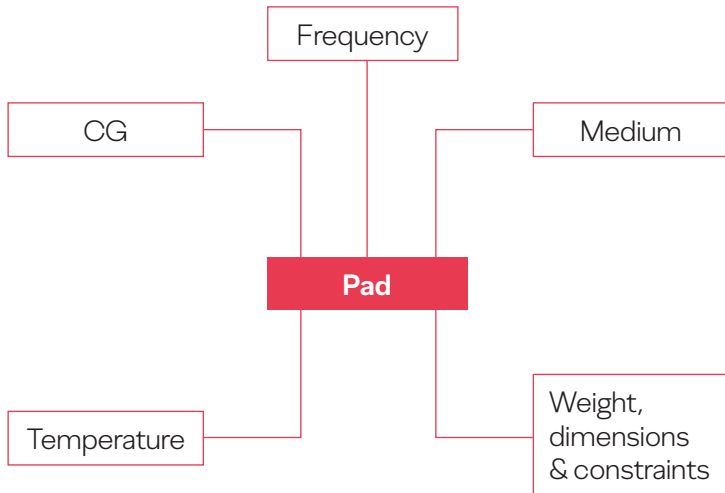 Frequency
CG
Medium
Pad
Temperature
Weight,
dimensions
& constraints